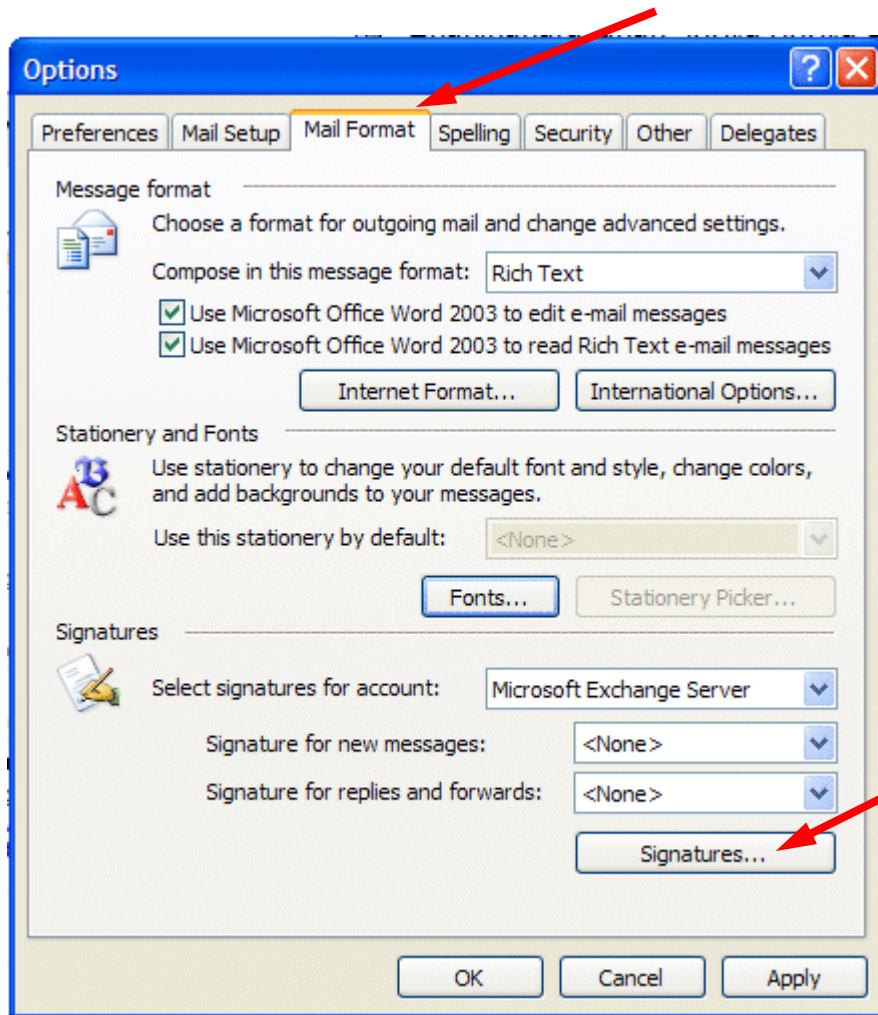 Options
Preferences Mail Setup Mail Format Spelling Security Other Delegates
Message format
Choose a format for outgoing mail and change advanced settings.
Compose in this message format: Rich Text
Use Microsoft Office Word 2003 to edit e-mail messages
Use Microsoft Office Word 2003 to read Rich Text e-mail messages
Internet Format... International Options...
Stationery and Fonts
Use stationery to change your default font and style, change colors,
and add backgrounds to your messages.
Use this stationery by default: <None>
Fonts... Stationery Picker...
Signatures
Select signatures for account: Microsoft Exchange Server
Signature for new messages: <None>
Signature for replies and forwards: <None>
Signatures...
OK Cancel Apply